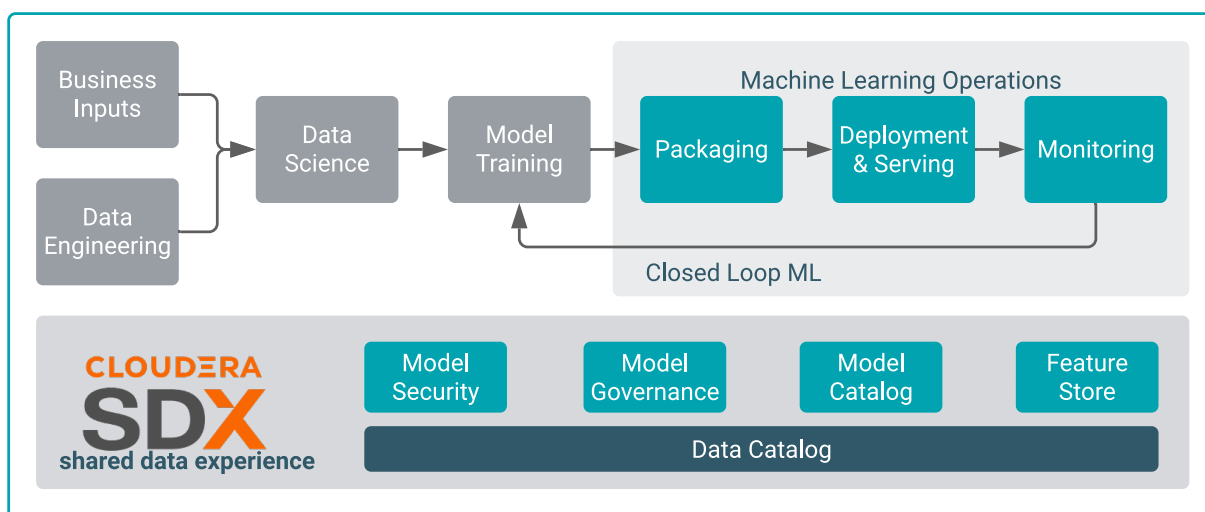 Business
Inputs
Data
Engineering
Data
Science
Model
Training
Machine Learning Operations
Packaging
Deployment
& Serving
Monitoring
Closed Loop ML
CLOUDERA
SDX
shared data experience
Model
Security
Model
Governance
Model
Catalog
Feature
Store
Data Catalog